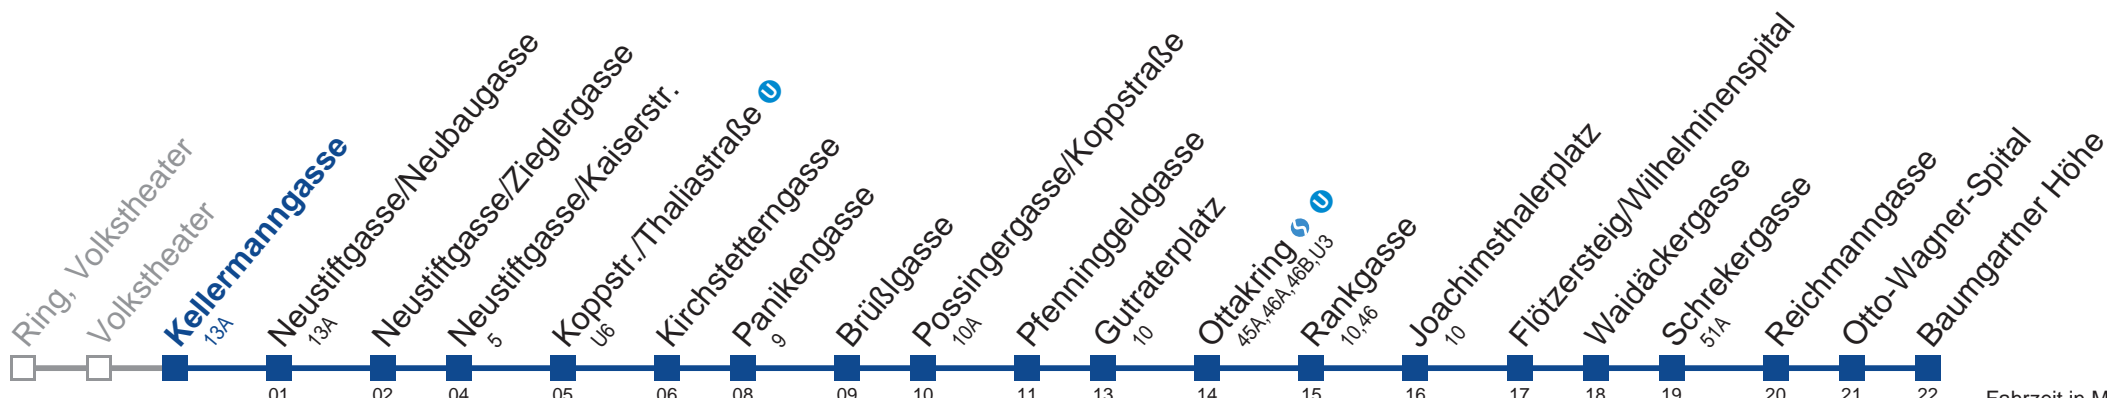 Ring, Volkstheater
Volkstheater
Kellermanngasse
13A
Neustiftgasse/Neubaugasse
13A
Neustiftgasse/Zieglergasse
Neustiftgasse/Kaiserstr.
5
Koppstr./Thaliastraße U
U6
Kirchstetterngasse
Panikengasse
9
Brüßlgasse
Possingergasse/Koppstraße
10A
Pfenninggeldgasse
Gutraterplatz
10
Ottakring S U
45A,46A,46B,U3
Rankgasse
10,46
Joachimsthalerplatz
10
Flötzersteig/Wilhelminenspital
Waidäckergasse
Schrekergasse
51A
Reichmanngasse
Otto-Wagner-Spital
Baumgartner Höhe
01 02 04 05 06 08 09 10 11 13 14 15 16 17 18 19 20 21 22 Fahrzeit in M